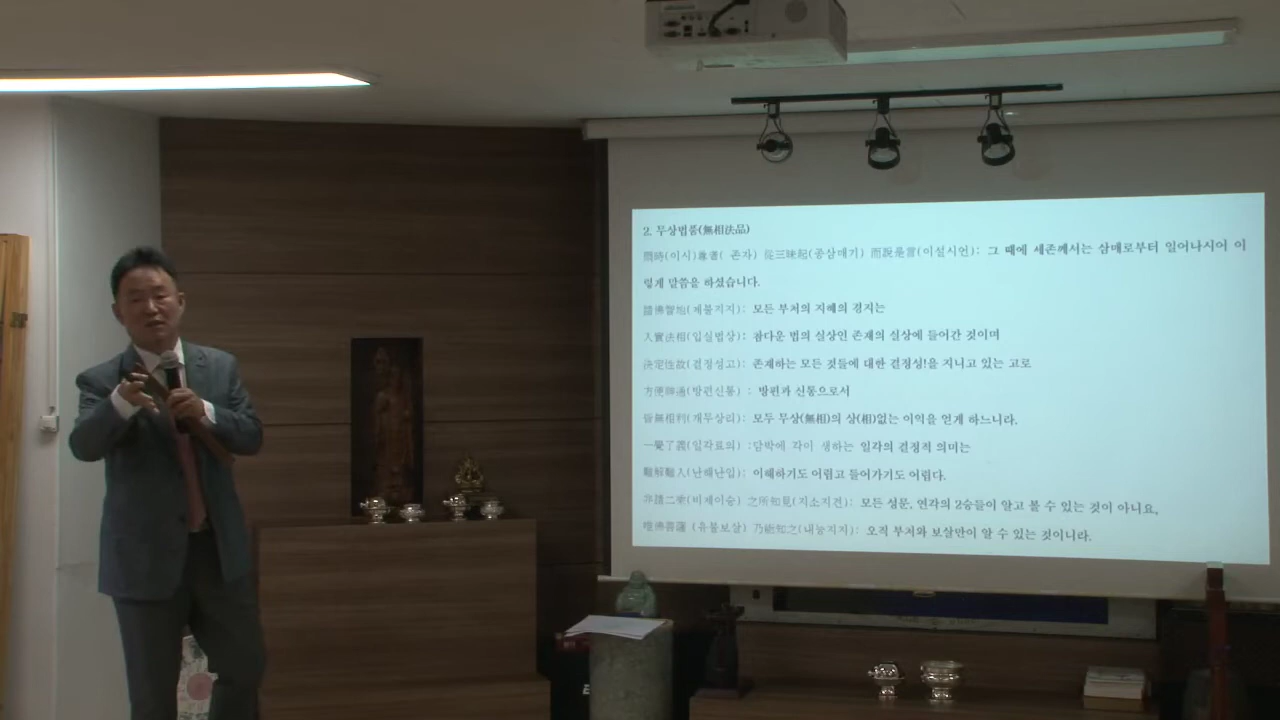 2. 무상법품(無相法品)
爾時(이시)尊者( 존자) 從三昧起(종삼매기) 而說是言(이설시언): 그 때에 세존께서는 삼매로부터 일어나시어 이
렇게 말씀을 하셨습니다.
諸佛智地(제불지지): 모든 부처의 지혜의 경지는
入實法相(입실법상): 참다운 법의 실상인 존재의 실상에 들어간 것이며
決定性故(결정성고): 존재하는 모든 것들에 대한 결정성!을 지니고 있는 고로
方便神通(방편신통) : 방편과 신통으로서
皆無相利(개무상리): 모두 무상(無相)의 상(相)없는 이익을 얻게 하느니라.
一覺了義(일각료의) :담박에 각이 생하는 일각의 결정적 의미는
難解難入(난해난입): 이해하기도 어렵고 들어가기도 어렵다.
非諸二乘(비제이승) 之所知見(지소지견): 모든 성문, 연각의 2승들이 알고 볼 수 있는 것이 아니요,
唯佛菩薩 (유불보살) 乃能知之(내능지지): 오직 부처와 보살만이 알 수 있는 것이니라.